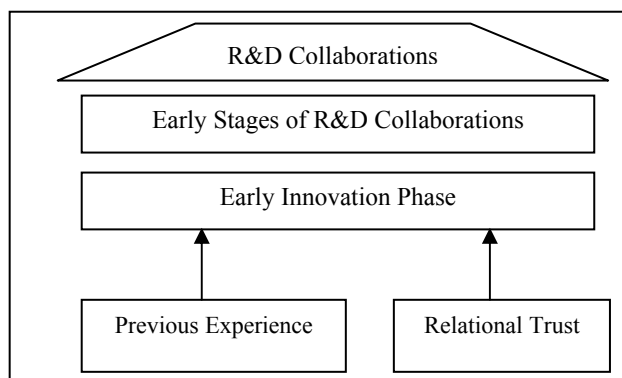 R&D Collaborations
Early Stages of R&D Collaborations
Early Innovation Phase
Previous Experience
Relational Trust